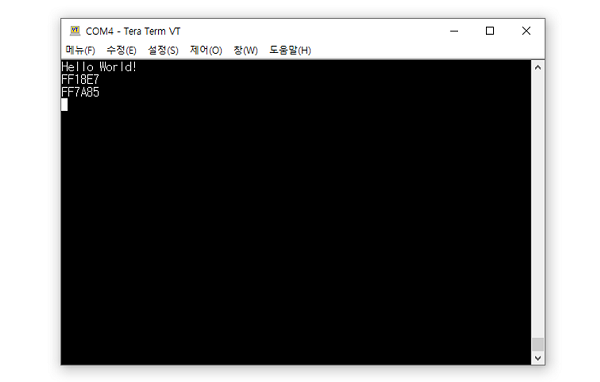 COM4 - Tera Term VT
메뉴(F) 수정(E) 설정(S) 제어(O) 창(W) 도움말(H)
Hello World!
FF18E7
FF7A85